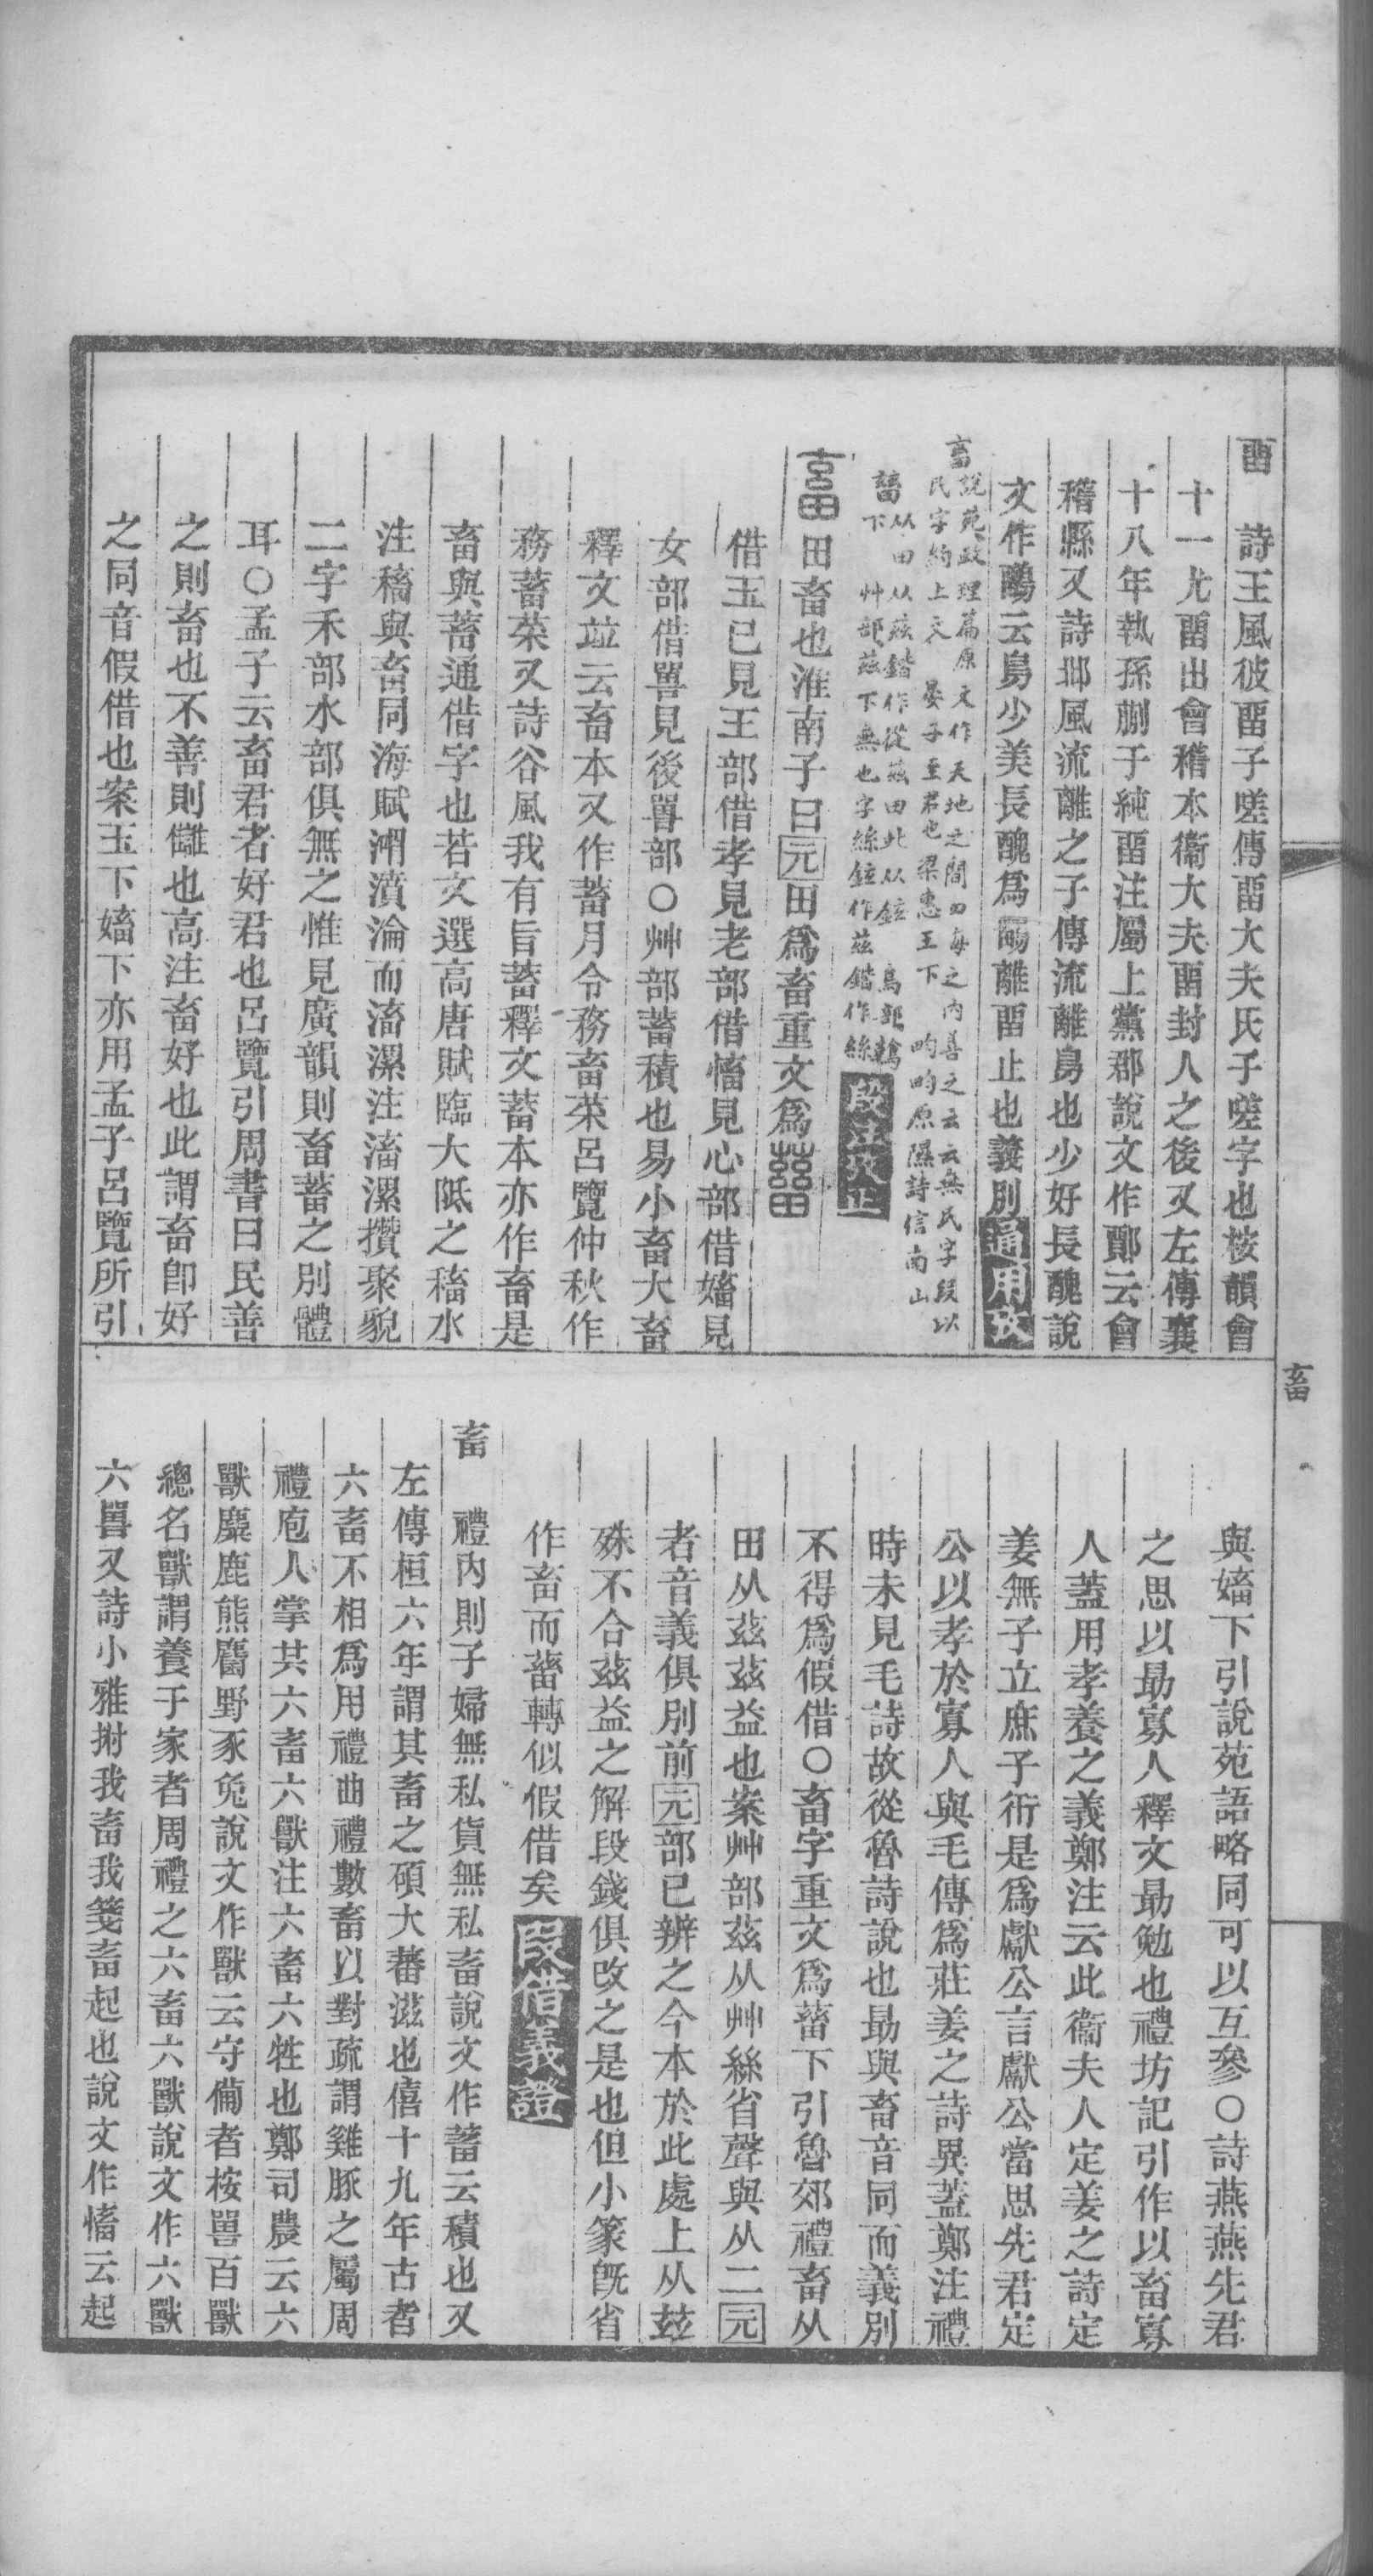 畱　詩王風彼畱子嗟傳畱大夫氏子嗟字也桉韻會
十一尤畱出會稽本衞大夫畱封人之後又左傳襄
十八年執孫蒯于純畱注屬上黨郡說文作鄮云會
稽縣又詩邶風流離之子傳流離鳥也少好長醜說
文作鷅云鳥少美長醜爲鷅離畱止也義別通用攷
畜說苑政理篇原文作天地之間四海之內善之云云無民字段以
民字絢上夭　晏子至君也梁惠王下　畇畇原隰詩信南山
蓄从田从茲鍇作從茲田此从鉉　鳥部鶿
下　艸部茲下無也字絲鉉作茲鍇作絲
段注攷正
畜田畜也淮南子曰元田爲畜重文爲蓄
借玉已見王部借孝見老部借慉見心部借嬸見
女部借嘼見後嘼部○艸部蓄積也易小畜大畜
釋文竝云畜本又作蓄月令務畜菜呂覽仲秋作
務蓄菜又詩谷風我有旨蓄釋文蓄本亦作畜是
畜與蓄通借字也若文選高唐賦臨大阺之稸水
注稸與畜同海賦㴋濆淪而滀漯注滀漯攢聚貌
二字禾部水部俱無之惟見廣韻則畜蓄之別體
耳○孟子云畜君者好君也呂覽引周書曰民善
之則畜也不善則讎也高注畜好也此謂畜卽好
之同音假借也案玉下嬸下亦用孟子呂覽所引
畜
與嬸下引說苑語略同可以互參○詩燕燕先君
之思以勖寡人釋文勖勉也禮坊記引作以畜寡
人蓋用孝養之義鄭注云此衞夫人定姜之詩定
姜無子立庶子衎是爲獻公言獻公當思先君定
公以孝於寡人與毛傳爲莊姜之詩異蓋鄭注禮
時未見毛詩故從魯詩說也勖與畜音同而義別
不得爲假借○畜字重文爲蓄下引魯郊禮畜从
田从茲茲益也案艸部茲从艸絲省聲與从二元
者音義俱別前元部已辨之今本於此處上从玆
殊不合茲益之解段錢俱改之是也但小篆旣省
作畜而蓄轉似假借矣段借義證
畜　禮內則子婦無私貨無私畜說文作蓄云積也又
左傳桓六年謂其畜之碩大蕃滋也僖十九年古者
六畜不相爲用禮曲禮數畜以對疏謂雞豚之屬周
禮庖人掌共六畜六獸注六畜六牲也鄭司農云六
獸麋鹿熊麕野豕兔說文作獸云守備者桉嘼百獸
總名獸謂養于家者周禮之六畜六獸說文作六獸
六嘼又詩小雅拊我畜我箋畜起也說文作慉云起